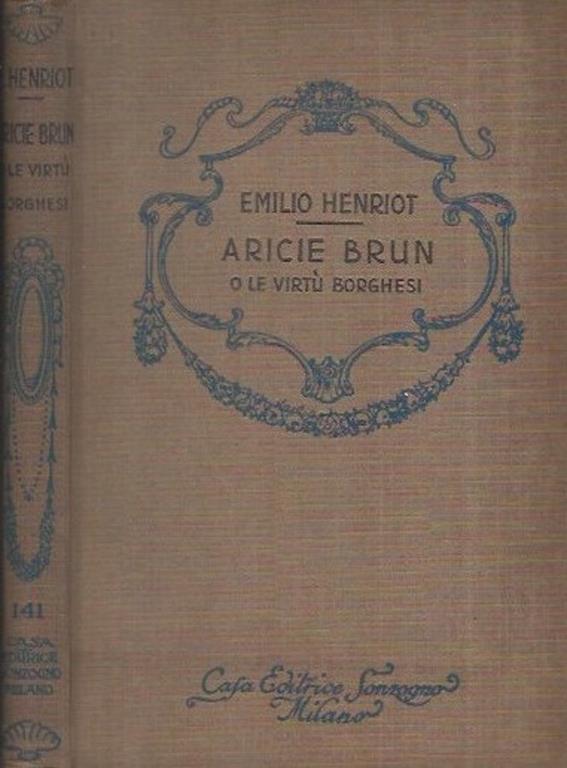 HENRIOT
RICIE BRUN
O LE VIRTÙ
BORGHESI
141
CASA
EDITRICE
SONZOGNO
MILANO
EMILIO HENRIOT
ARICIE BRUN
O LE VIRTÙ BORGHESI
Casa Editrice Sonzogno
Milano